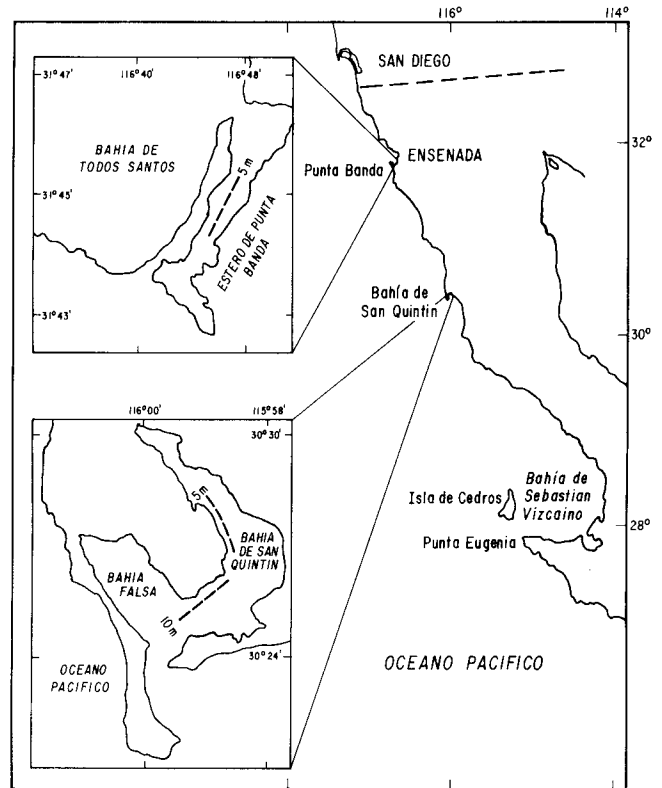 116°
114°
SAN DIEGO
32°
ENSENADA
Punta Banda
Bahía de
San Quintín
30°
Isla de Cedros
Bahía de
Sebastian
Vizcaino
28°
Punta Eugenia
OCEANO PACIFICO
31°47'
116°40'
116°48'
BAHIA DE
TODOS SANTOS
5 m
31°45'
ESTERO DE PUNTA
BANDA
31°43'
116°00'
115°58'
30°30'
5m
BAHIA
DE SAN
QUINTIN
BAHIA
FALSA
10 m
30°24'
OCEANO
PACIFICO